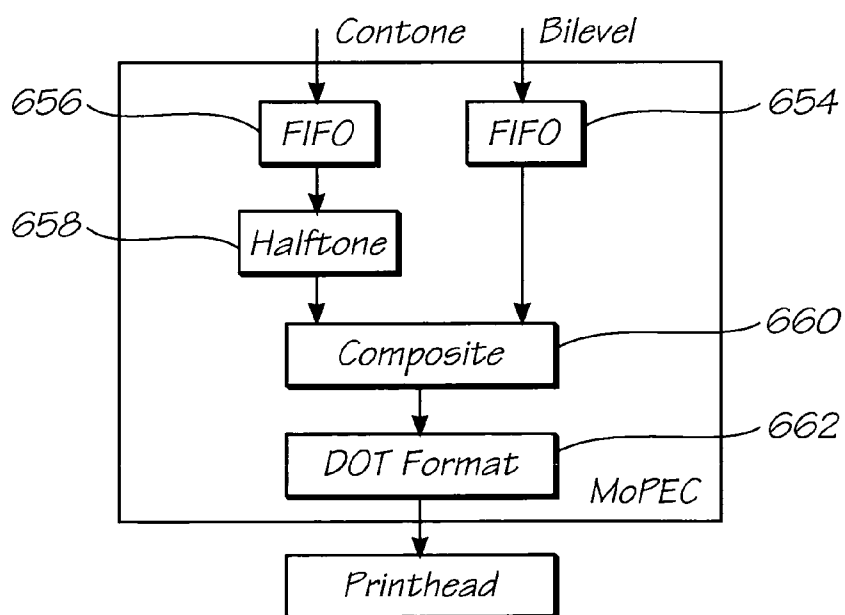 Contone
Bilevel
656
FIFO
FIFO
654
658
Halftone
Composite
660
DOT Format
662
MoPEC
Printhead